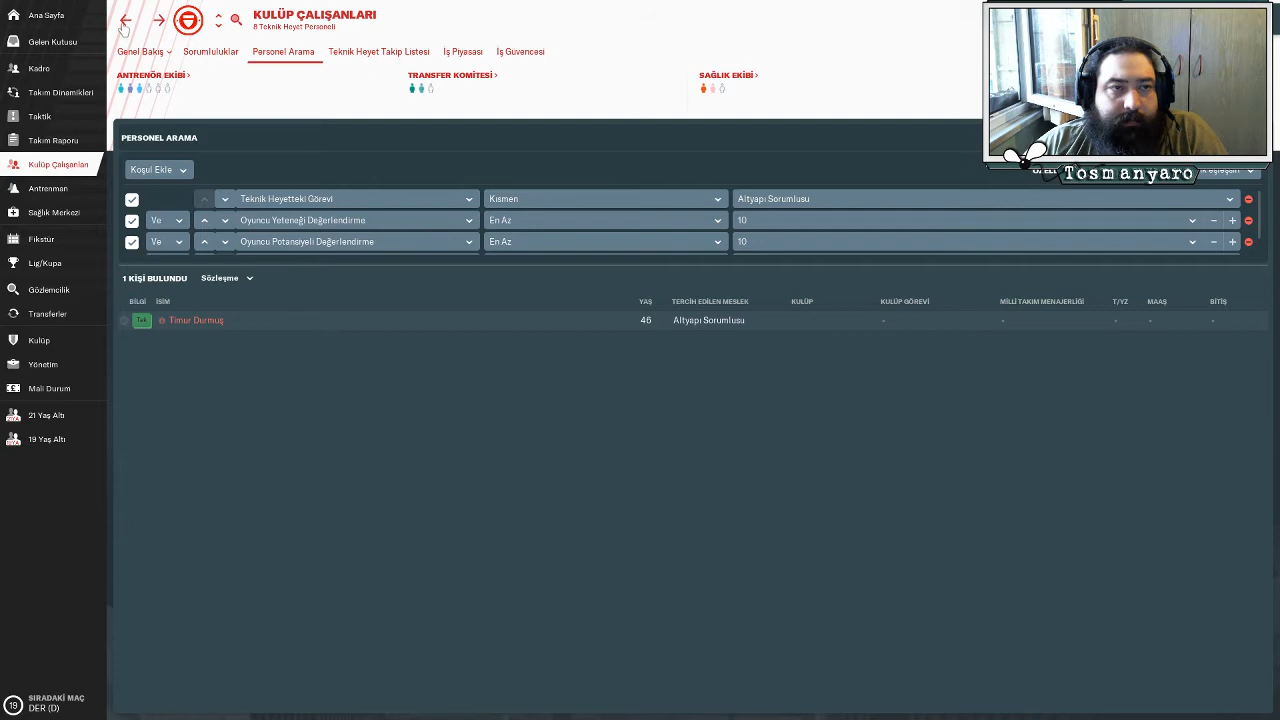 Ana Sayfa
Gelen Kutusu
Kadro
Takım Dinamikleri
Taktik
Takım Raporu
Kulüp Çalışanları
Antrenman
Sağlık Merkezi
Fikstür
Lig/Kupa
Gözlemcilik
Transferler
Kulüp
Yönetim
Mali Durum
21 Yaş Altı
19 Yaş Altı
19
SIRADAKİ MAÇ
DER (D)
KULÜP ÇALIŞANLARI
8 Teknik Heyet Personeli
Genel Bakış Sorumluluklar Personel Arama Teknik Heyet Takip Listesi İş Piyasası İş Güvencesi
ANTRENÖR EKİBİ TRANSFER KOMİTESİ SAĞLIK EKİBİ
Tosmanyaro
PERSONEL ARAMA
Koşul Ekle
Teknik Heyetteki Görevi Kısmen Altyapı Sorumlusu
Ve Oyuncu Yeteneği Değerlendirme En Az 10
Ve Oyuncu Potansiyeli Değerlendirme En Az 10
1 KİŞİ BULUNDU Sözleşme
BİLGİ İSİM YAŞ TERCİH EDİLEN MESLEK KULÜP KULÜP GÖREVİ MİLLİ TAKIM MENAJERLİĞİ T/YZ MAAŞ BİTİŞ
Tek Timur Durmuş 46 Altyapı Sorumlusu - - - - -